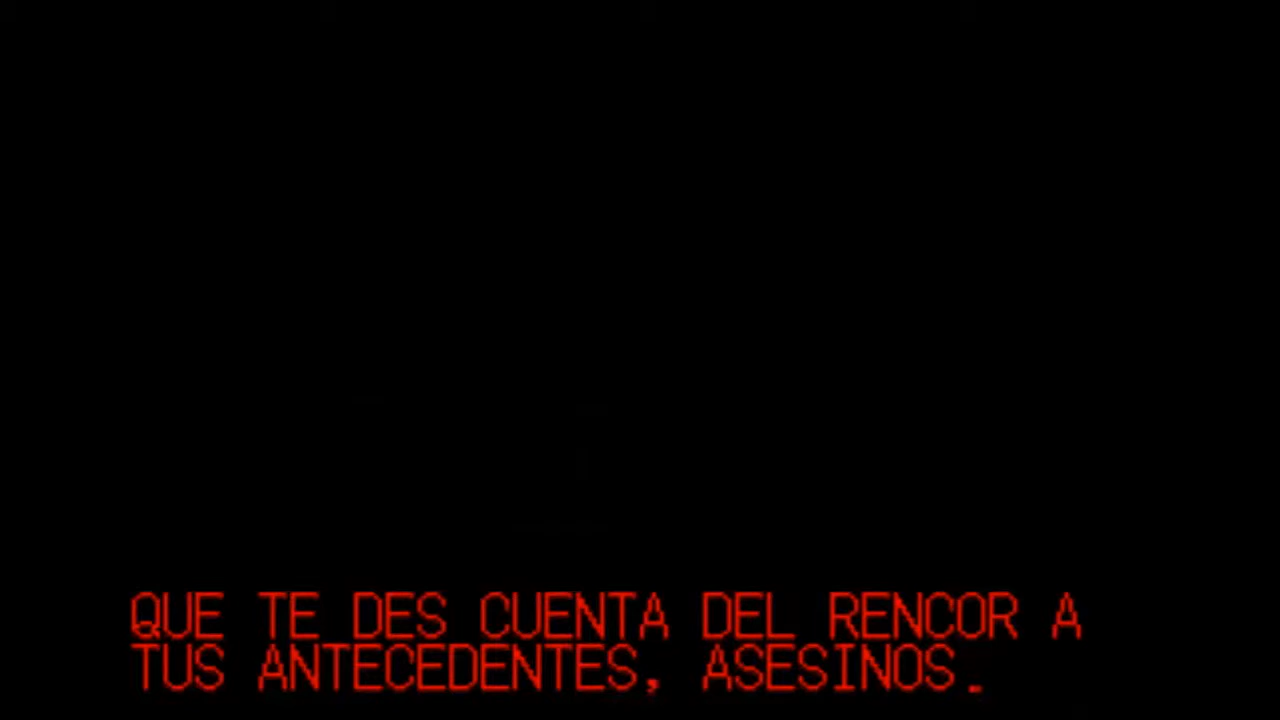 QUE TE DES CUENTA DEL RENCOR A
TUS ANTECEDENTES, ASESINOS.